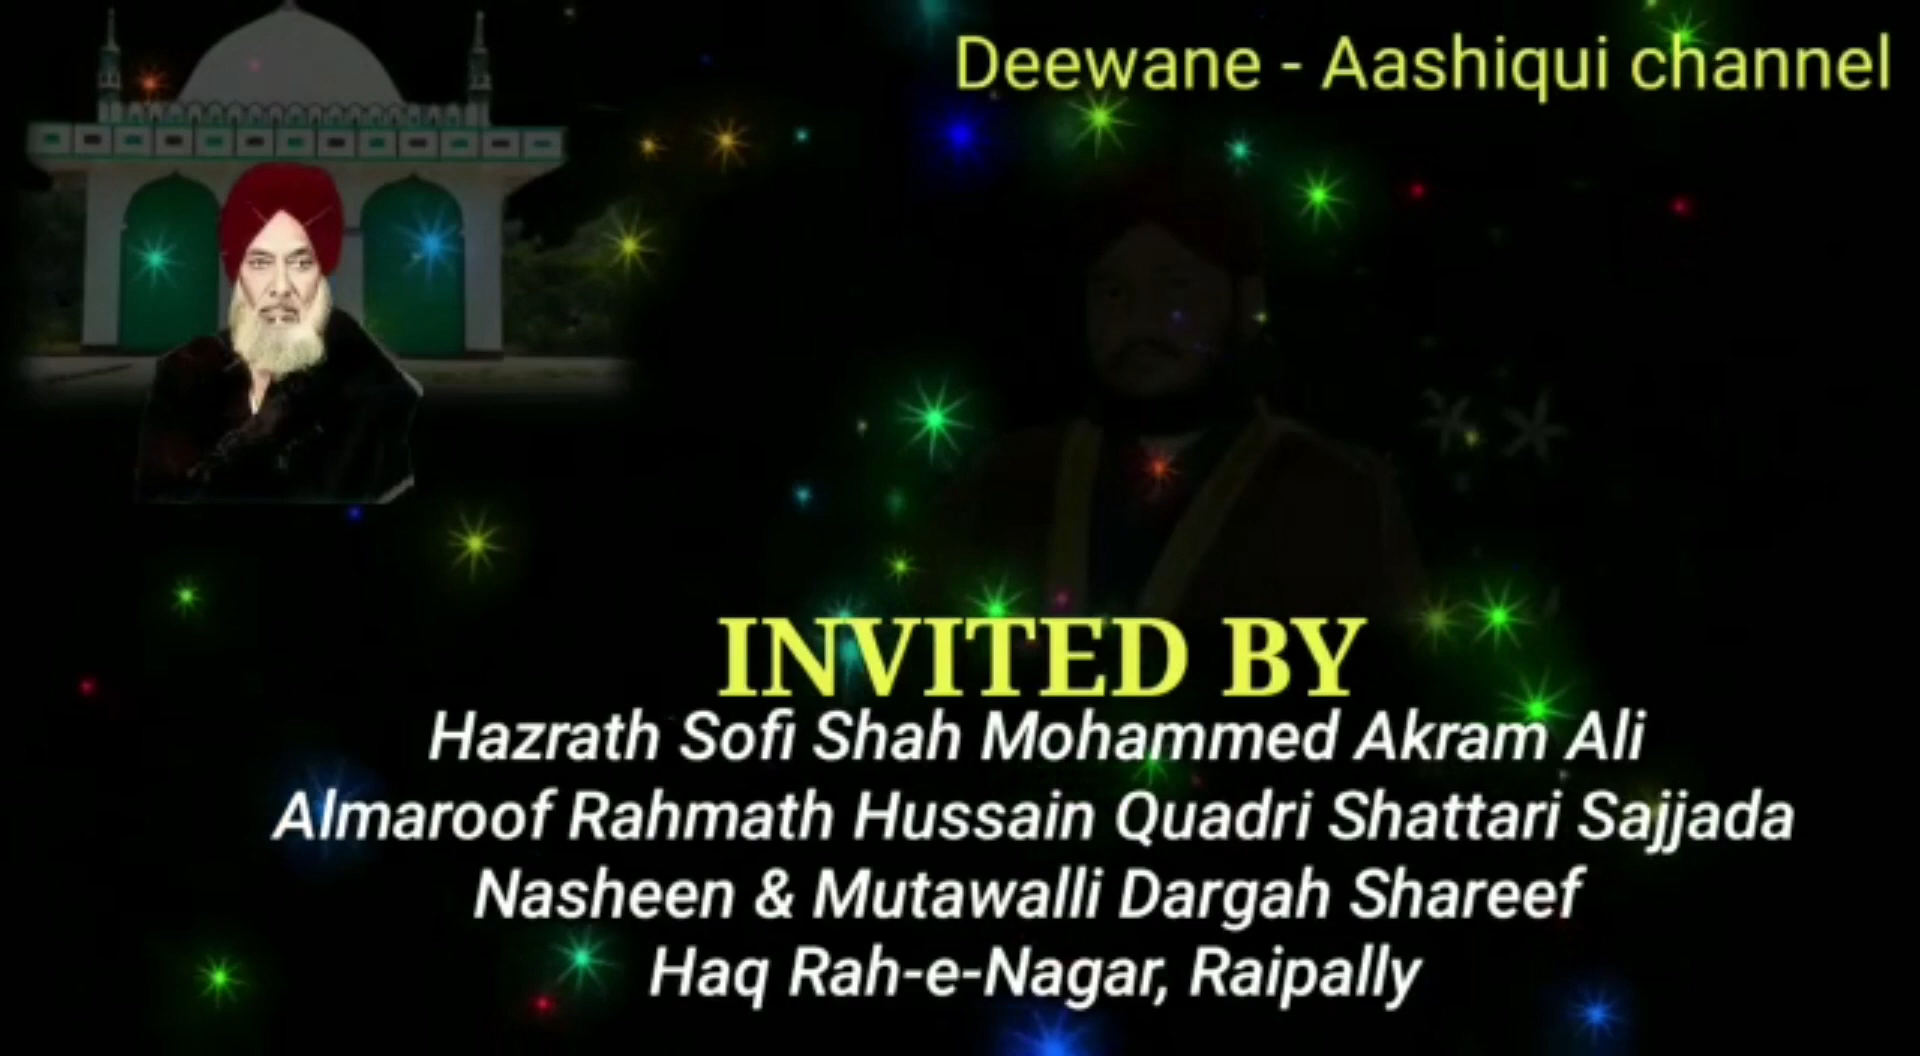 Deewane - Aashiqui channel
INVITED BY
Hazrath Sofi Shah Mohammed Akram Ali
Almaroof Rahmath Hussain Quadri Shattari Sajjada
Nasheen & Mutawalli Dargah Shareef
Haq Rah-e-Nagar, Raipally